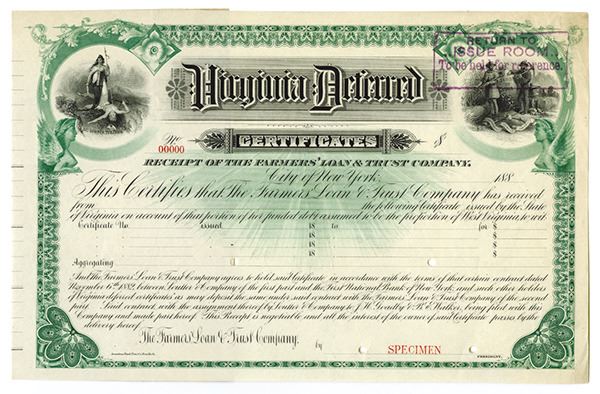 RETURN TO
ISSUE ROOM
To be held for reference.
Virginia Deferred
No 00000 CERTIFICATES $
RECEIPT OF THE FARMERS' LOAN & TRUST COMPANY.
City of New York, 188
This Certifies that The Farmers' Loan & Trust Company has received
from the following Certificate issued by the State
of Virginia on account of that portion of her funded debt assumed to be the proportion of West Virginia to wit:
Certificate No. issued 18 to for $
18
18
18
Aggregating
And The Farmers Loan & Trust Company agrees to hold said Certificate in accordance with the terms of that certain contract dated
November 6th 1882, between Scuther & Company of the first part and the First National Bank of New York, and such other holders
of Virginia deferred certificates as may deposit the same under said contract with the Farmers Loan & Trust Company of the second
part. Said contract, with the assignment thereof by & Company to J.W. & R.E. Walker, being filed with this
Company and made part hereof. This Receipt is negotiable and all the interest of the owner of said Certificate passes by the
delivery hereof.
The Farmers Loan & Trust Company,
by SPECIMEN
PRESIDENT.